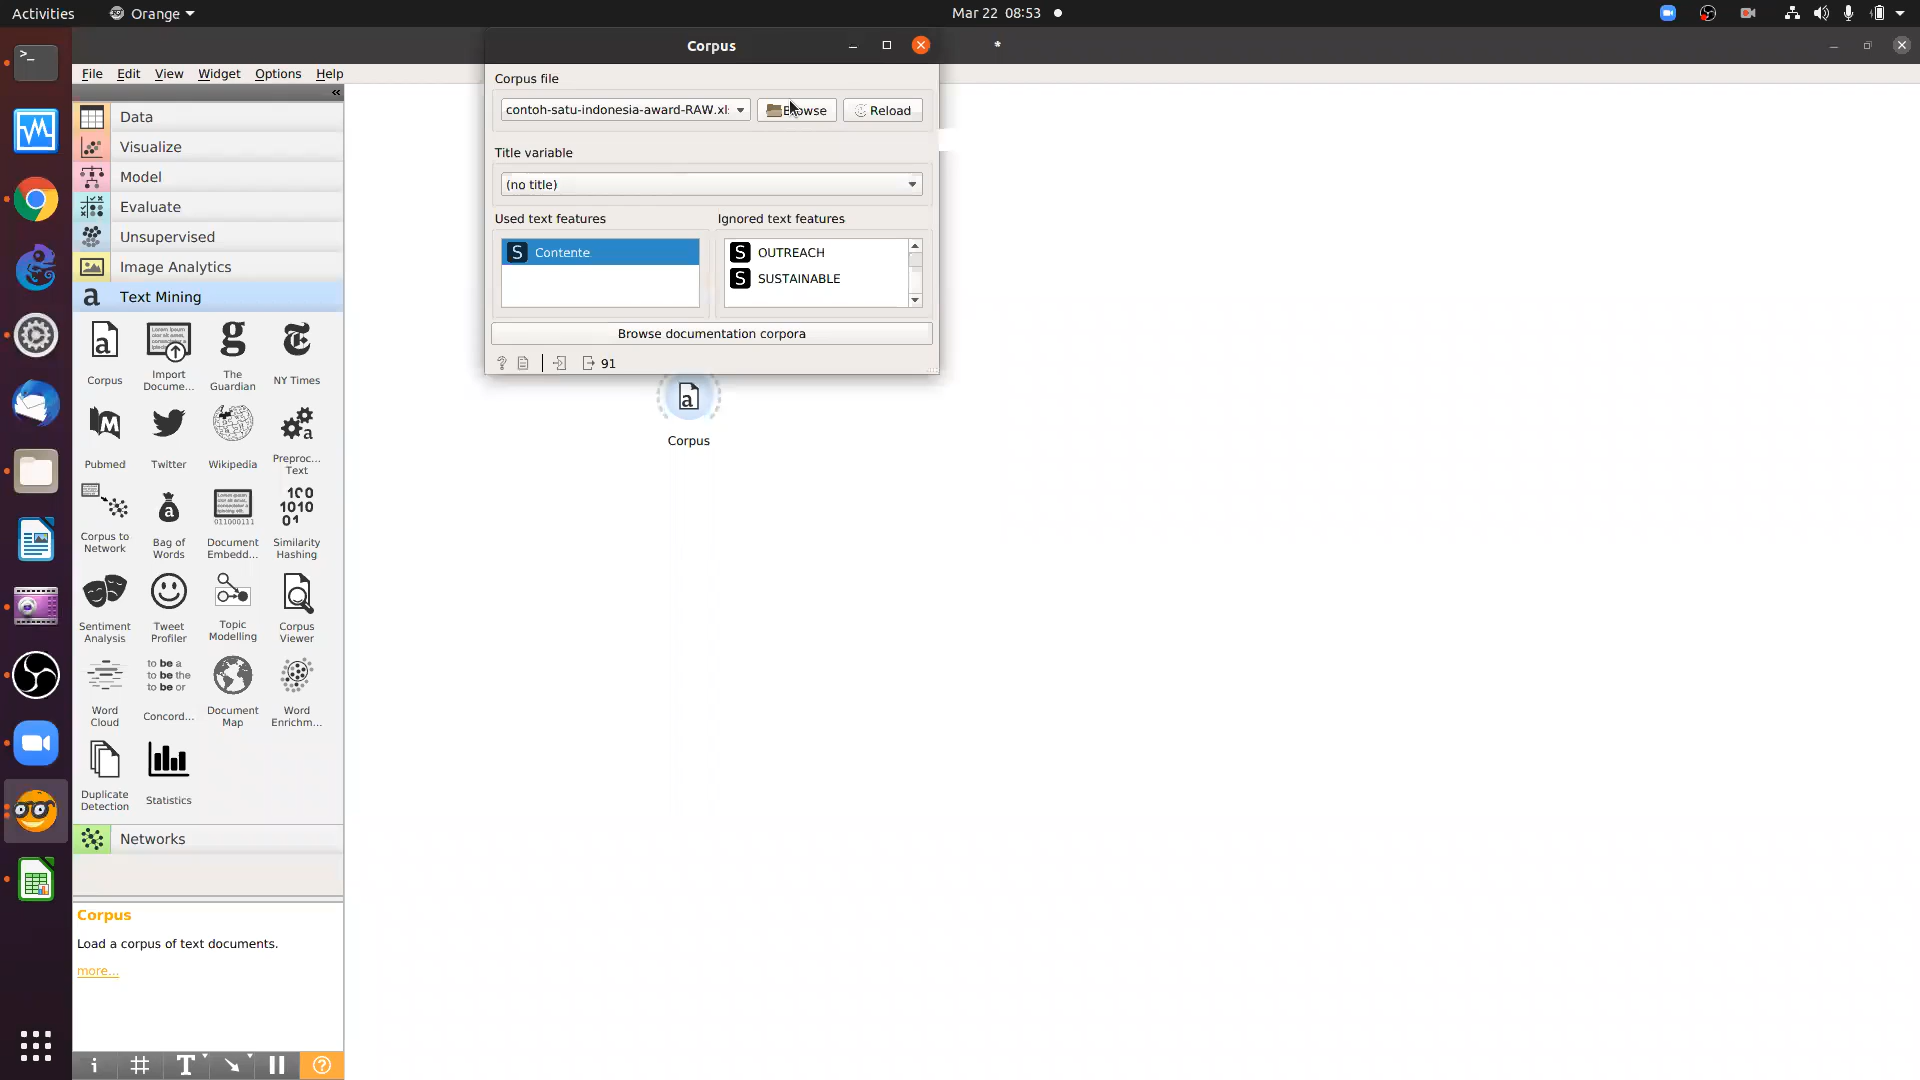 Activities
Orange
Mar 22 08:53
Corpus
*
File Edit View Widget Options Help
Data
Visualize
Model
Evaluate
Unsupervised
Image Analytics
Text Mining
Corpus
Import Docume...
The Guardian
NY Times
Pubmed
Twitter
Wikipedia
Preproc... Text
Corpus to Network
Bag of Words
Document Embedd...
Similarity Hashing
Sentiment Analysis
Tweet Profiler
Topic Modelling
Corpus Viewer
Word Cloud
Concord...
Document Map
Word Enrichm...
Duplicate Detection
Statistics
Networks
Corpus
Load a corpus of text documents.
more...
Corpus file
contoh-satu-indonesia-award-RAW.xl
Browse
Reload
Title variable
(no title)
Used text features
Ignored text features
S Contente
S OUTREACH
S SUSTAINABLE
Browse documentation corpora
? 91
Corpus